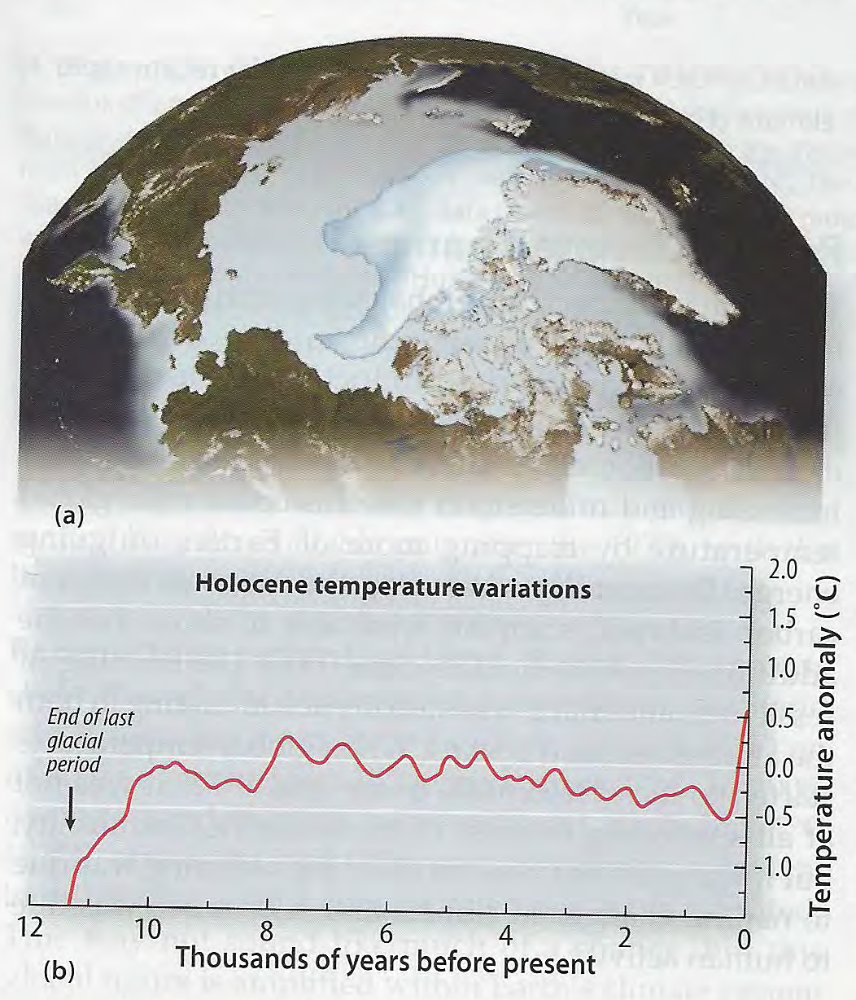 (a)
Holocene temperature variations
End of last
glacial
period
2.0
1.5
1.0
0.5
0.0
-0.5
-1.0
Temperature anomaly (˚C)
12 10 8 6 4 2 0
Thousands of years before present
(b)